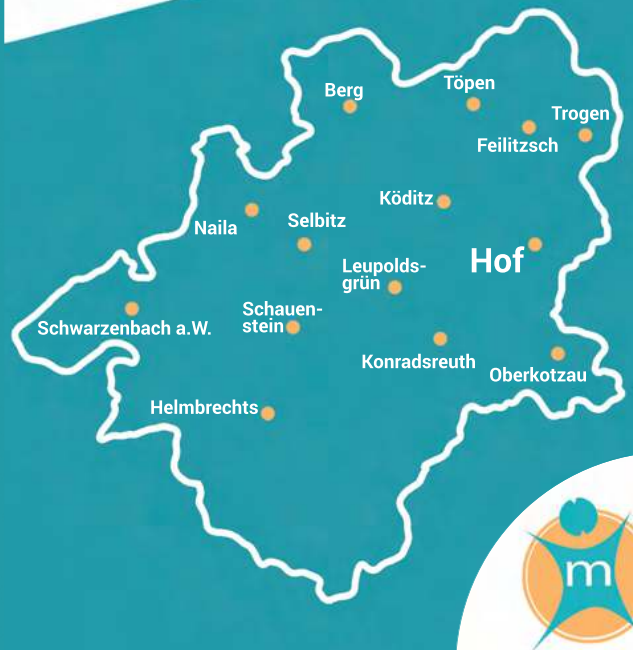 Berg
Töpen
Trogen
Feilitzsch
Köditz
Naila
Selbitz
Hof
Leupolds-
grün
Schauen-
stein
Schwarzenbach a.W.
Konradsreuth
Oberkotzau
Helmbrechts
m